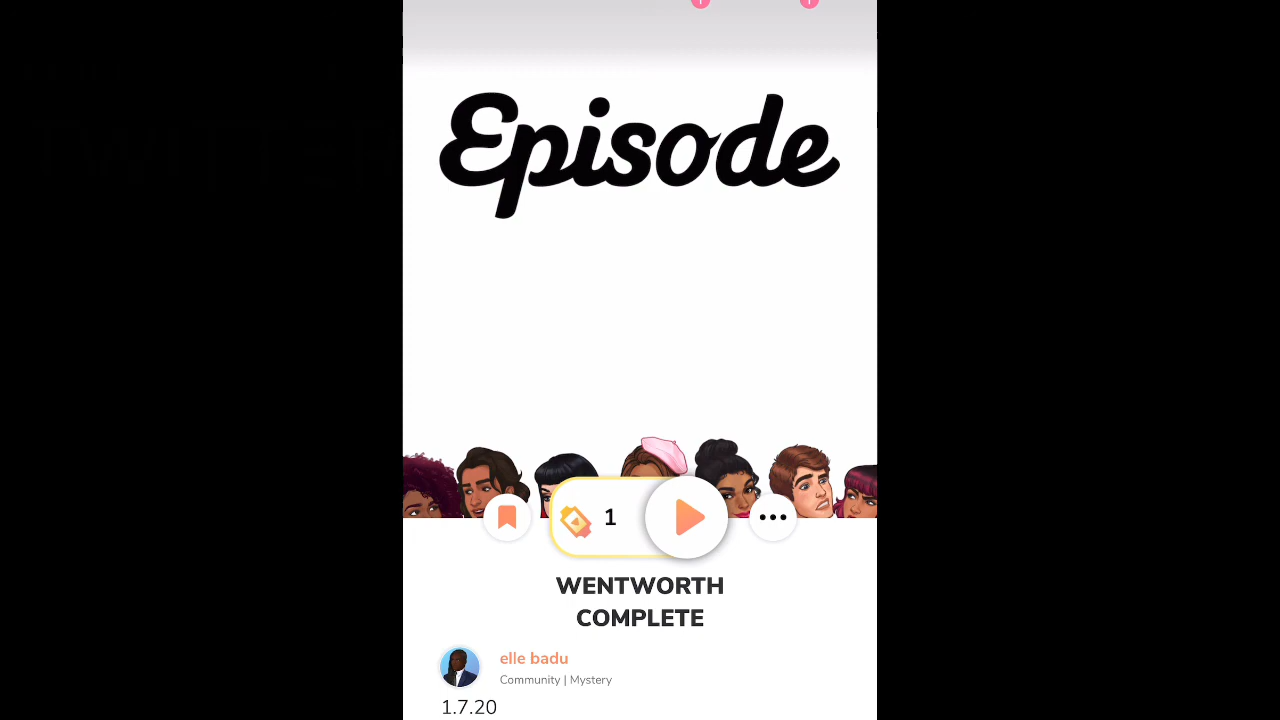 Episode
1
WENTWORTH
COMPLETE
elle badu
Community | Mystery
1.7.20